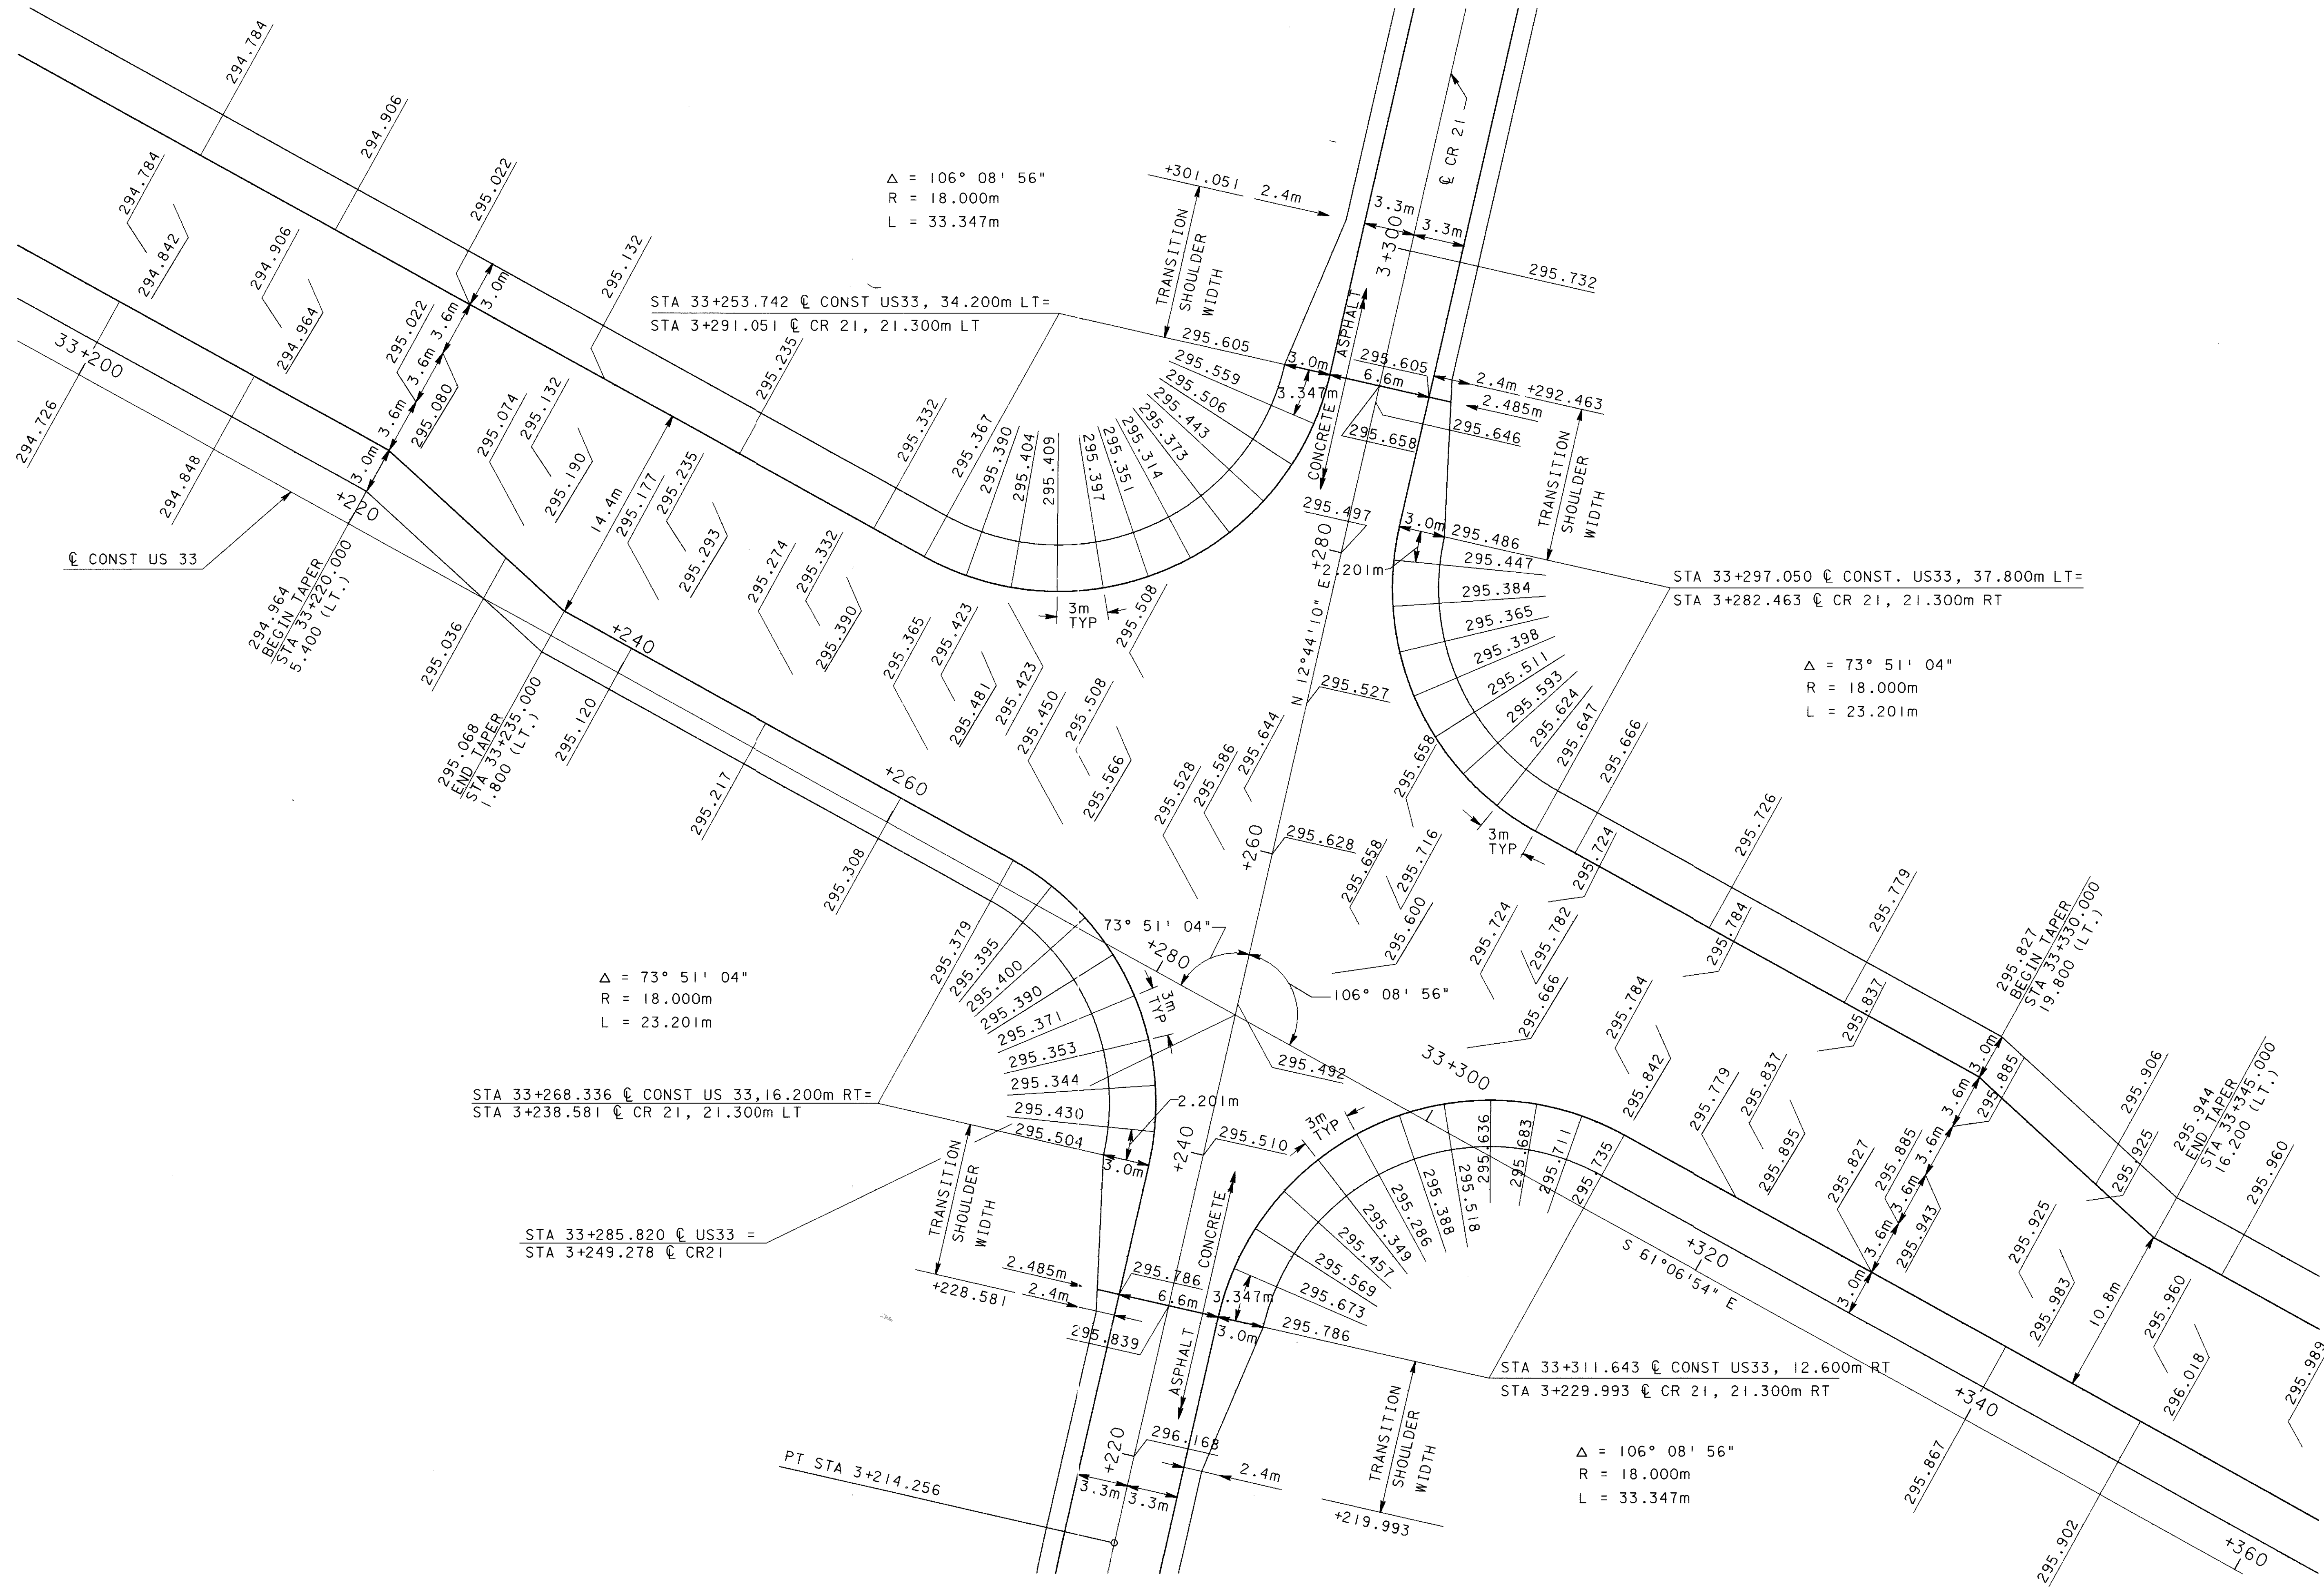 294.784
294.906
294.784
295.022
294.842
294.906
295.132
294.964
295.022
3.0m
3.6m
3.6m
3.6m
3.0m
295.080
33+200
294.726
294.848
+220
295.074
295.132
295.190
295.235
295.332
14.4m
295.177
295.235
295.293
295.274
295.332
295.390
℄ CONST US 33
294.964
BEGIN TAPER
STA 33+220.000
5.400 (LT.)
295.036
+240
295.068
END TAPER
STA 33+235.000
1.800 (LT.)
295.120
295.217
+260
295.308
Δ = 106° 08' 56"
R = 18.000m
L = 33.347m
STA 33+253.742 ℄ CONST US33, 34.200m LT=
STA 3+291.051 ℄ CR 21, 21.300m LT
+301.051
2.4m
TRANSITION
SHOULDER
WIDTH
℄ CR 21
3.3m
3.3m
3+300
295.732
ASPHALT
CONCRETE
295.605
3.0m
295.605
6.6m
3.347m
295.559
295.506
295.443
295.373
295.314
295.351
295.397
295.409
295.404
295.390
295.367
2.4m
+292.463
2.485m
295.646
295.658
TRANSITION
SHOULDER
WIDTH
295.497
+280
3.0m
295.486
2.201m
295.447
295.384
295.365
295.398
295.511
295.593
295.624
295.647
295.666
STA 33+297.050 ℄ CONST. US33, 37.800m LT=
STA 3+282.463 ℄ CR 21, 21.300m RT
Δ = 73° 51' 04"
R = 18.000m
L = 23.201m
N 12°44'10" E
3m
TYP
295.508
295.365
295.423
295.481
295.423
295.450
295.508
295.566
295.527
295.528
295.586
295.644
295.658
+260
295.628
295.658
295.716
295.600
3m
TYP
295.724
295.726
295.779
295.724
295.782
295.784
295.666
295.784
295.842
295.837
295.827
BEGIN TAPER
STA 33+330.000
19.800 (LT.)
73° 51' 04"
+280
106° 08' 56"
295.492
33+300
295.379
295.395
295.400
295.390
295.371
295.353
295.344
295.430
295.504
3m
TYP
2.201m
3.0m
Δ = 73° 51' 04"
R = 18.000m
L = 23.201m
STA 33+268.336 ℄ CONST US 33,16.200m RT=
STA 3+238.581 ℄ CR 21, 21.300m LT
STA 33+285.820 ℄ US33 =
STA 3+249.278 ℄ CR21
TRANSITION
SHOULDER
WIDTH
+240
295.510
CONCRETE
ASPHALT
3m
TYP
295.636
295.683
295.711
295.735
295.518
295.388
295.286
295.349
295.457
295.569
295.673
295.786
2.485m
2.4m
+228.581
295.786
6.6m
3.347m
3.0m
295.839
295.779
295.837
295.895
295.827
295.885
295.943
3.0m
3.6m
3.6m
3.6m
3.6m
3.0m
295.885
295.906
295.944
END TAPER
STA 33+345.000
16.200 (LT.)
295.925
295.960
295.925
295.983
10.8m
295.960
296.018
295.989
+320
S 61°06'54" E
STA 33+311.643 ℄ CONST US33, 12.600m RT
STA 3+229.993 ℄ CR 21, 21.300m RT
TRANSITION
SHOULDER
WIDTH
+219.993
+220
296.168
2.4m
3.3m
3.3m
PT STA 3+214.256
Δ = 106° 08' 56"
R = 18.000m
L = 33.347m
+340
295.867
295.902
+360